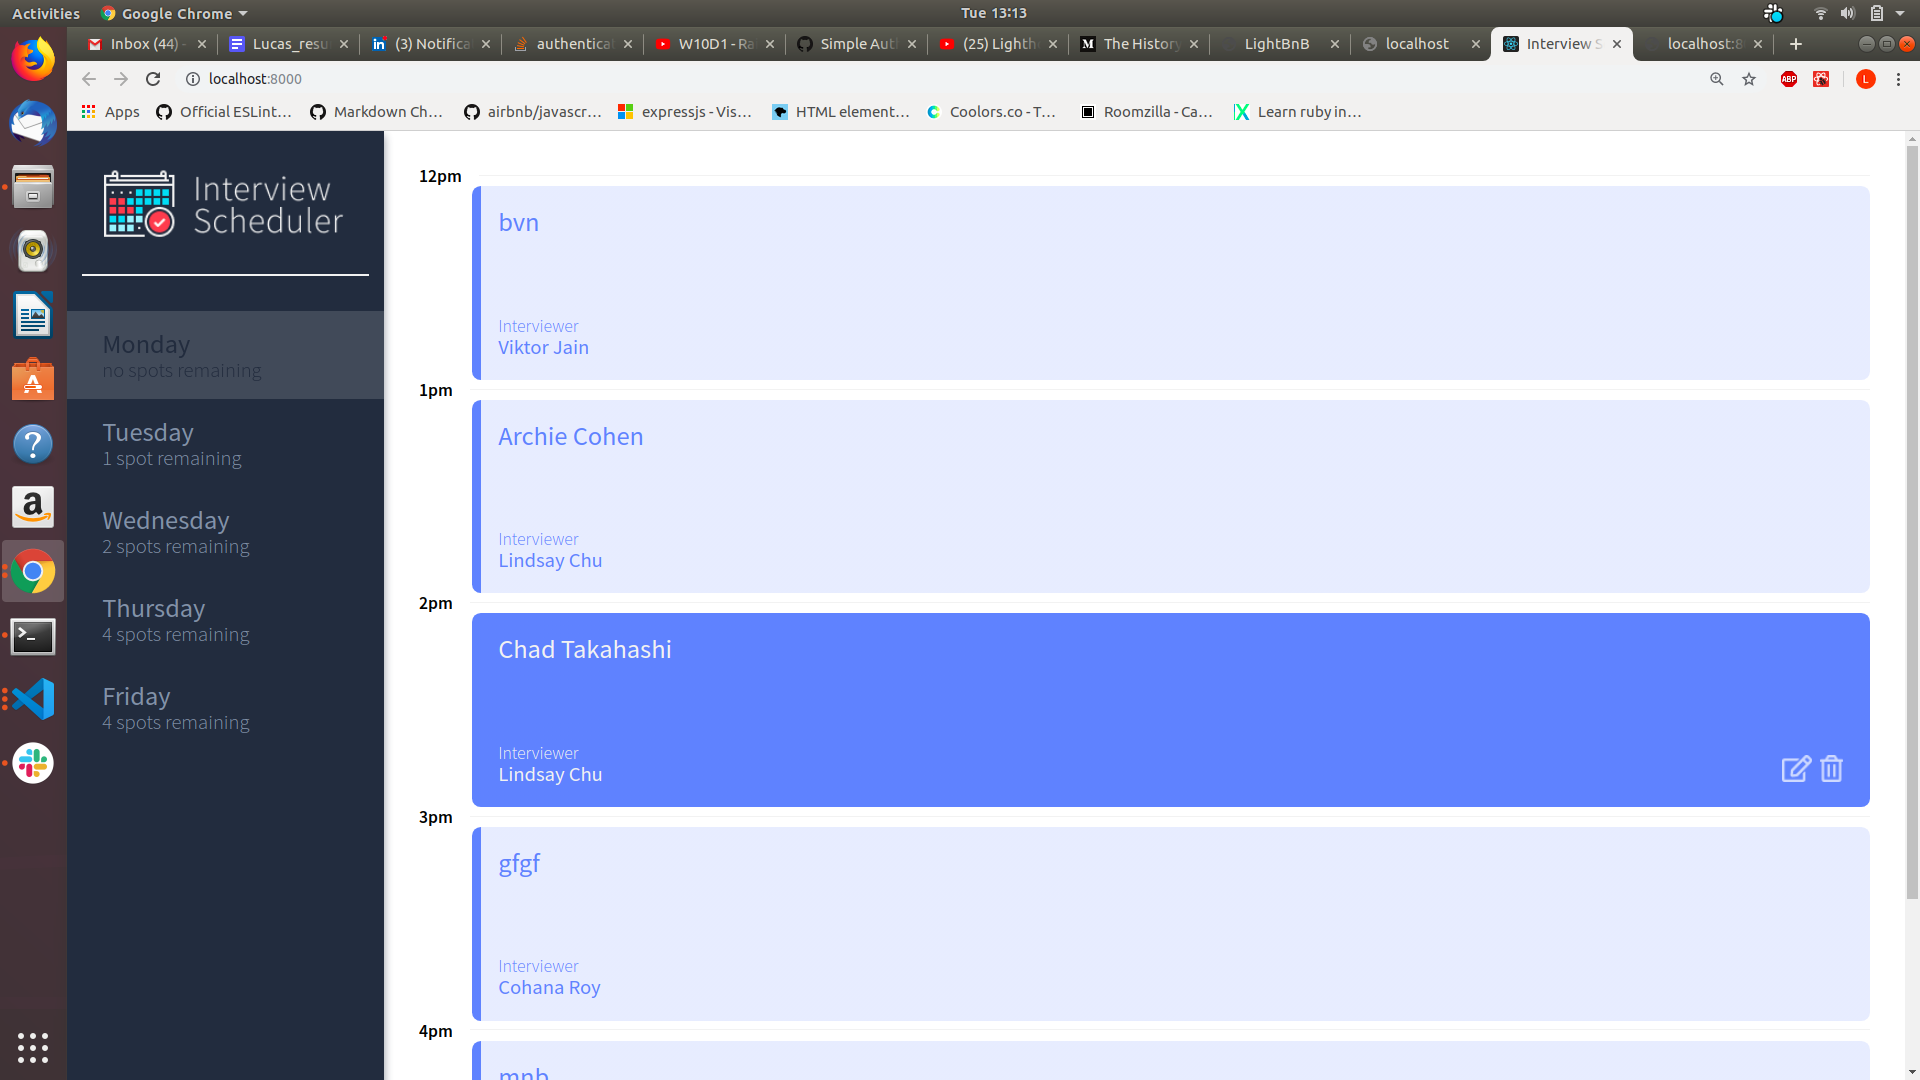 Activities
Google Chrome
Tue 13:13
Inbox (44) -
Lucas_resu
(3) Notifica
authentica
W10D1 - Ra
Simple Aut
(25) Lighth
The History
LightBnB
localhost
Interview S
localhost:8
localhost:8000
ABP
L
Apps
Official ESLint...
Markdown Ch...
airbnb/javascr...
expressjs - Vis...
HTML element...
Coolors.co - T...
Roomzilla - Ca...
Learn ruby in...
Interview
Scheduler
Monday
no spots remaining
Tuesday
1 spot remaining
Wednesday
2 spots remaining
Thursday
4 spots remaining
Friday
4 spots remaining
12pm
bvn
Interviewer
Viktor Jain
1pm
Archie Cohen
Interviewer
Lindsay Chu
2pm
Chad Takahashi
Interviewer
Lindsay Chu
3pm
gfgf
Interviewer
Cohana Roy
4pm
mnb